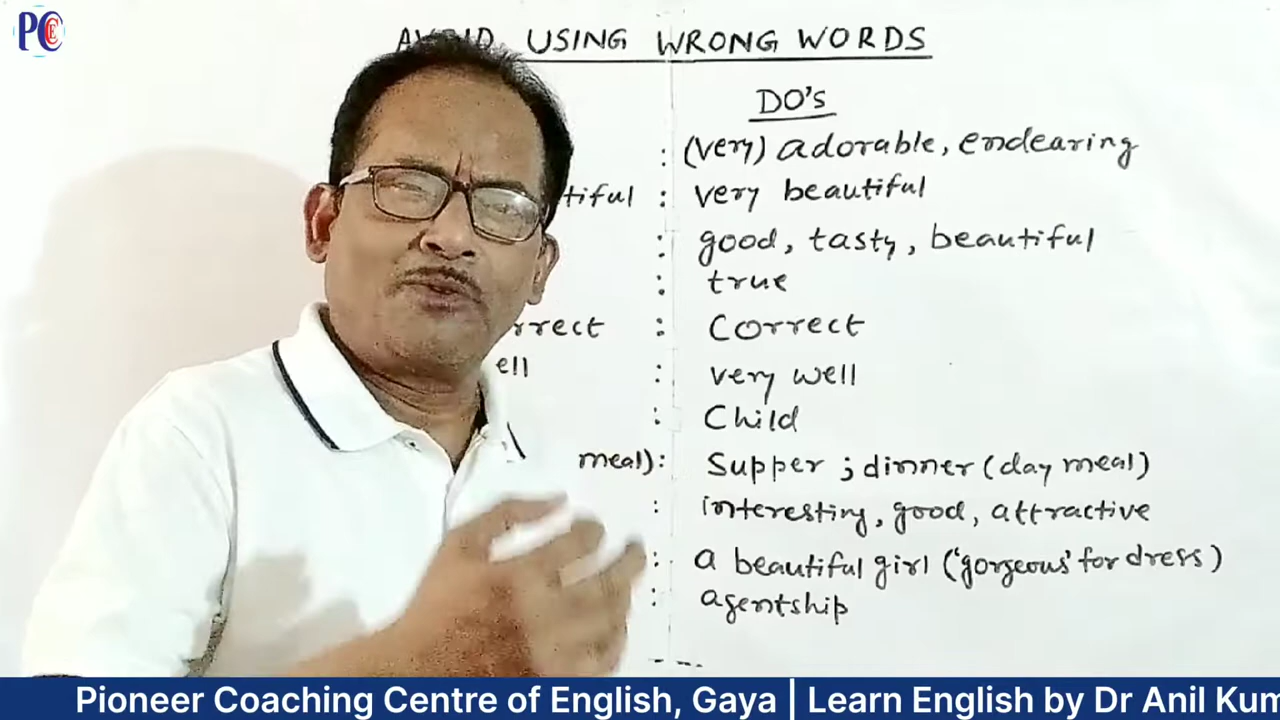 PCE
AVOID USING WRONG WORDS
DO's
: (very) adorable, endearing
tiful : very beautiful
: good, tasty, beautiful
: true
rrect : Correct
ell : very well
: Child
meal): Supper ; dinner (day meal)
: interesting, good, attractive
: a beautiful girl ('gorgeous' for dress)
: agentship
Pioneer Coaching Centre of English, Gaya | Learn English by Dr Anil Kum